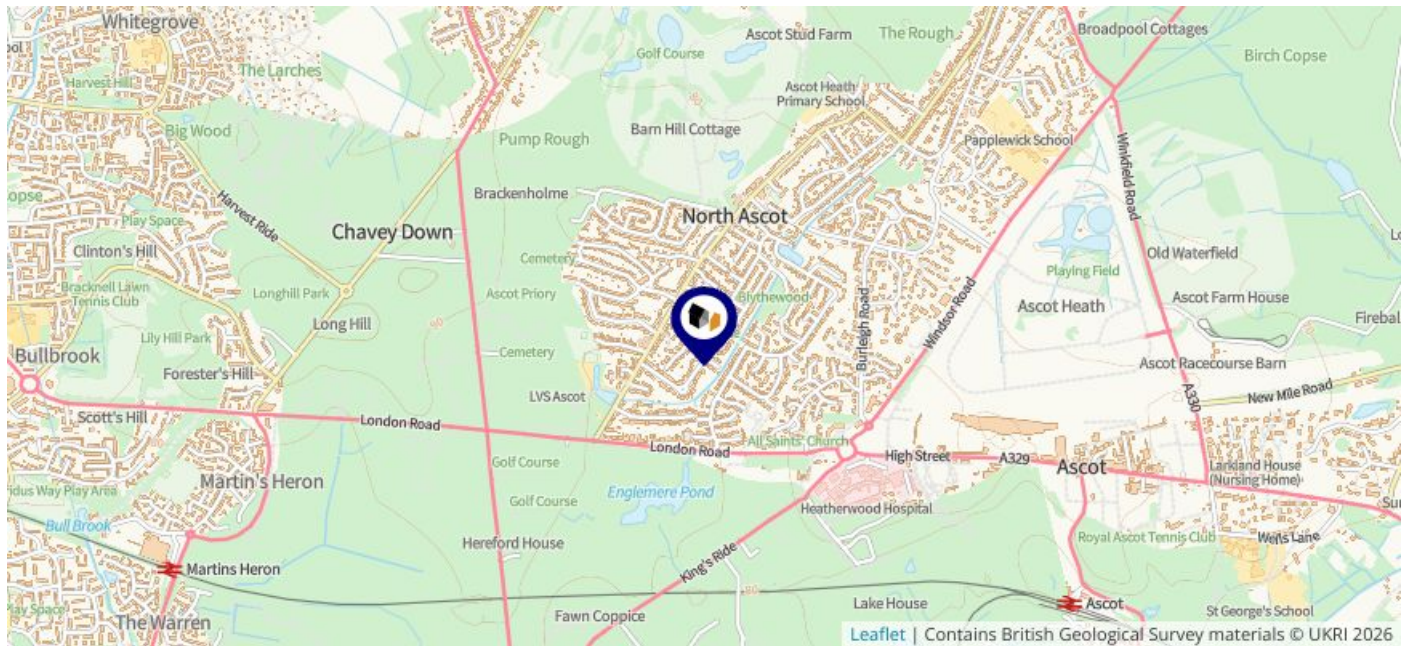 Whitegrove
The Larches
Harvest Hill
Big Wood
Harvest Ride
Play Space
Clinton's Hill
Bracknell Lawn
Tennis Club
Longhill Park
Long Hill
Lily Hill Park
Bullbrook
Forester's Hill
Scott's Hill
Copse
Chavey Down
Golf Course
Ascot Stud Farm
The Rough
Broadpool Cottages
Birch Copse
Ascot Heath
Primary School
Barn Hill Cottage
Pump Rough
Papplewick School
Winkfield Road
Brackenholme
North Ascot
Cemetery
Ascot Priory
Blythewood
Cemetery
LVS Ascot
Burleigh Road
Windsor Road
Playing Field
Ascot Heath
Old Waterfield
Ascot Farm House
Ascot Racecourse Barn
A330
New Mile Road
London Road
London Road
All Saints' Church
High Street
A329
Ascot
Larkland House
(Nursing Home)
Golf Course
Golf Course
Englemere Pond
Heatherwood Hospital
Martin's Heron
Bull Brook
Martins Heron
Hereford House
King's Ride
Royal Ascot Tennis Club
Wells Lane
Fawn Coppice
Lake House
Ascot
St George's School
The Warren
Play Space
80
80
80
80
80
Leaflet | Contains British Geological Survey materials © UKRI 2026